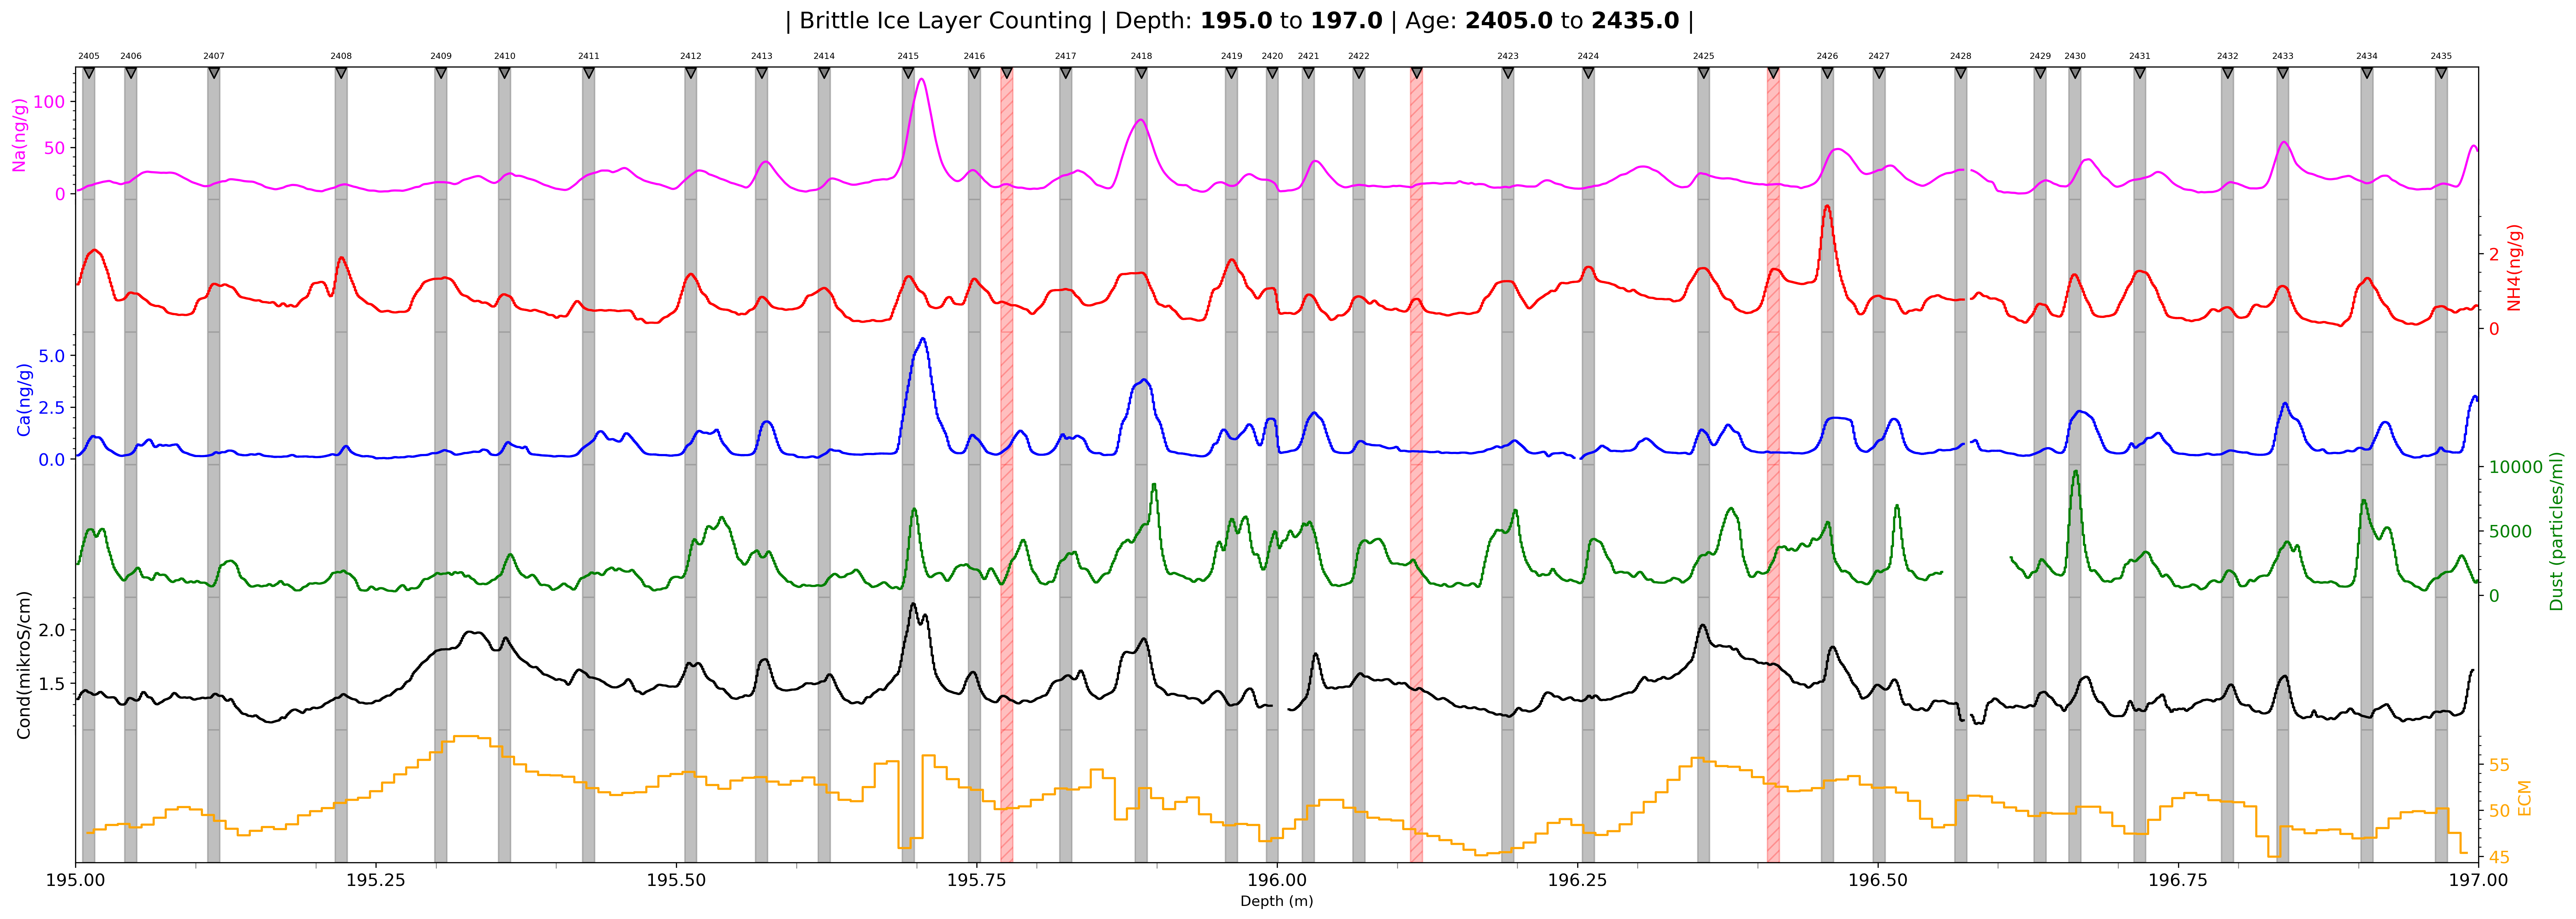 | Brittle Ice Layer Counting | Depth: 195.0 to 197.0 | Age: 2405.0 to 2435.0 |
2405 2406 2407 2408 2409 2410 2411 2412 2413 2414 2415 2416 2417 2418 2419 2420 2421 2422 2423 2424 2425 2426 2427 2428 2429 2430 2431 2432 2433 2434 2435
Na(ng/g)
100
50
0
NH4(ng/g)
2
0
Ca(ng/g)
5.0
2.5
0.0
Dust (particles/ml)
10000
5000
0
Cond(mikroS/cm)
2.0
1.5
ECM
55
50
45
195.00 195.25 195.50 195.75 196.00 196.25 196.50 196.75 197.00
Depth (m)